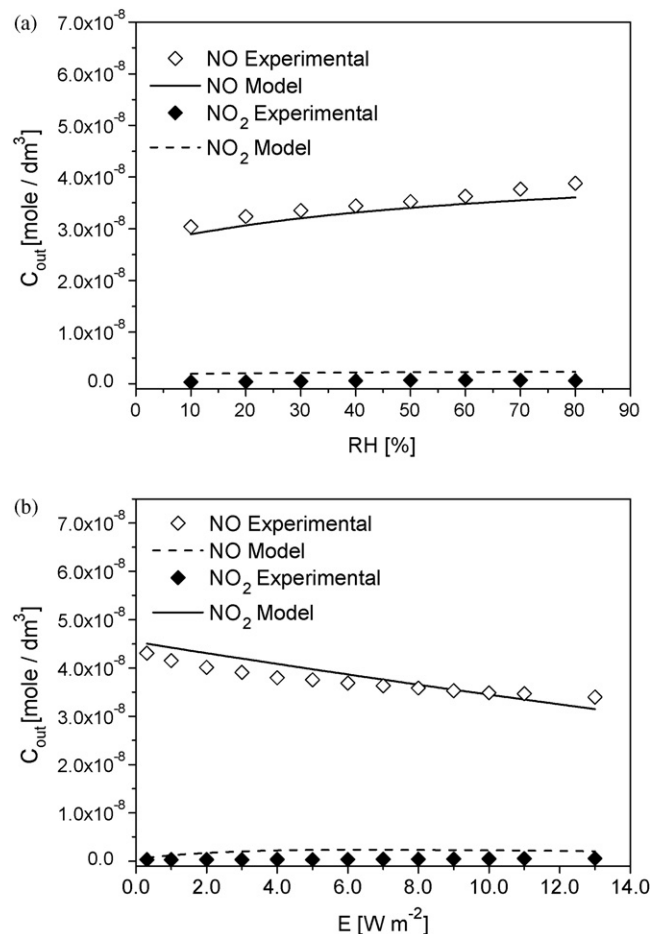 (a)
7.0x10⁻⁸
6.0x10⁻⁸
5.0x10⁻⁸
4.0x10⁻⁸
3.0x10⁻⁸
2.0x10⁻⁸
1.0x10⁻⁸
0.0
C_out [mole / dm³]
NO Experimental
NO Model
NO₂ Experimental
NO₂ Model
0 10 20 30 40 50 60 70 80 90
RH [%]
(b)
7.0x10⁻⁸
6.0x10⁻⁸
5.0x10⁻⁸
4.0x10⁻⁸
3.0x10⁻⁸
2.0x10⁻⁸
1.0x10⁻⁸
0.0
C_out [mole / dm³]
NO Experimental
NO Model
NO₂ Experimental
NO₂ Model
0.0 2.0 4.0 6.0 8.0 10.0 12.0 14.0
E [W m⁻²]